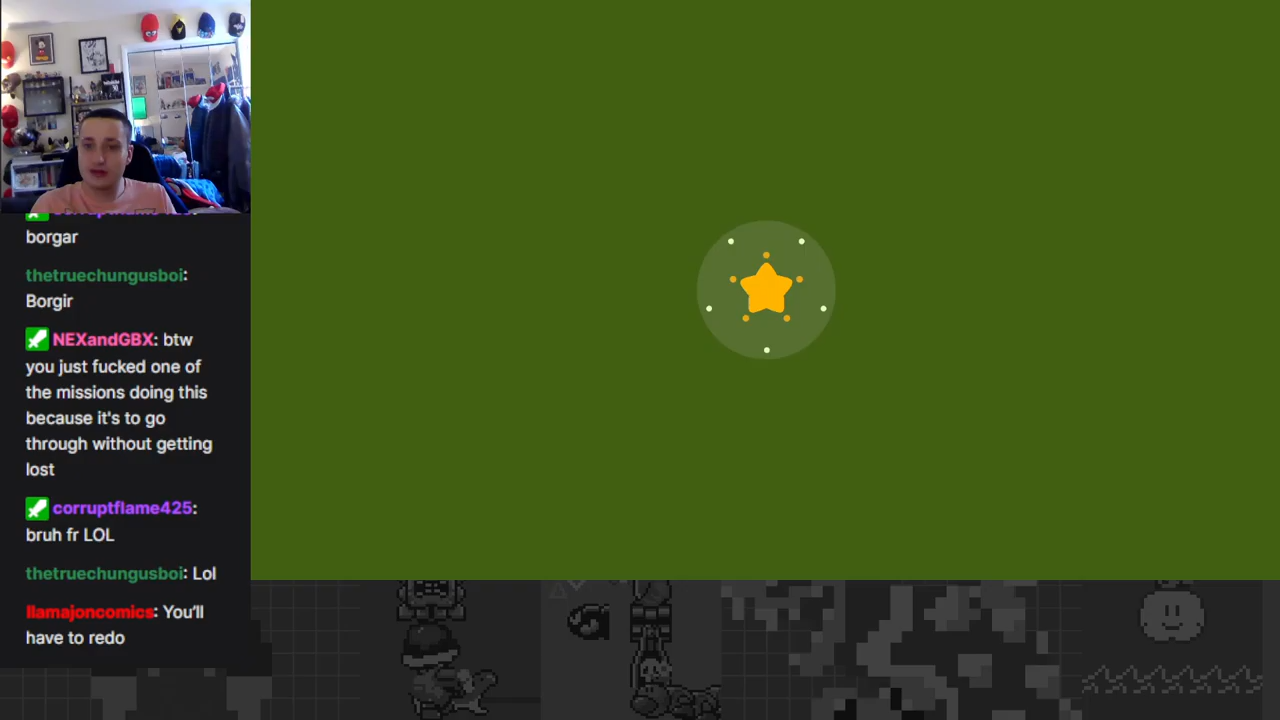 borgar
thetruechungusboi:
Borgir
NEXandGBX: btw
you just fucked one of
the missions doing this
because it's to go
through without getting
lost
corruptflame425:
bruh fr LOL
thetruechungusboi: Lol
llamajoncomics: You'll
have to redo